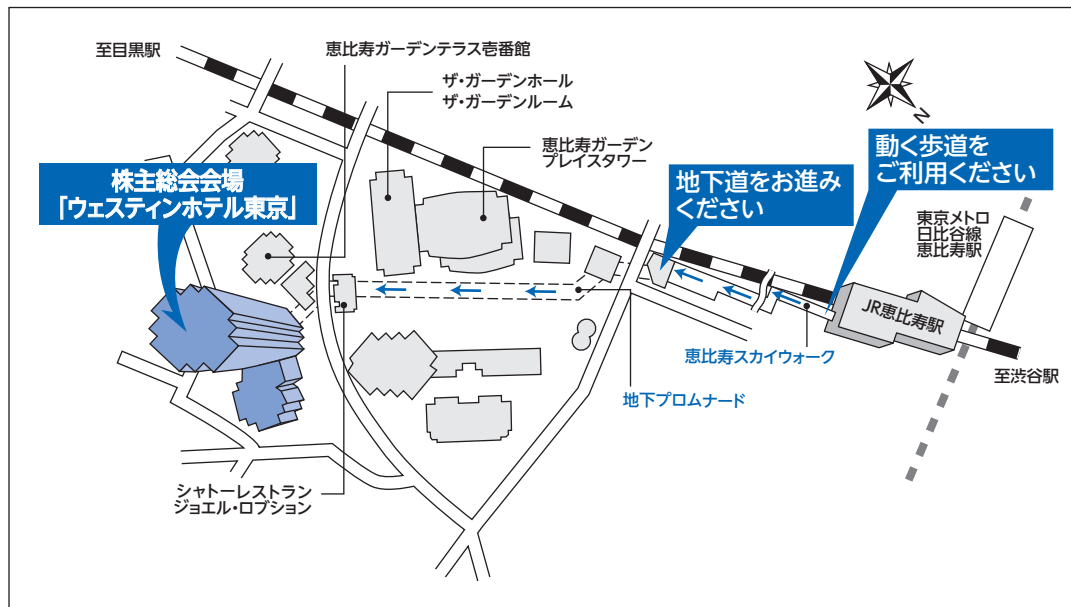 至目黒駅
恵比寿ガーデンテラス壱番館
ザ・ガーデンホール
ザ・ガーデンルーム
恵比寿ガーデン
プレイスタワー
N
動く歩道を
ご利用ください
地下道をお進み
ください
株主総会会場
「ウェスティンホテル東京」
東京メトロ
日比谷線
恵比寿駅
JR恵比寿駅
恵比寿スカイウォーク
至渋谷駅
地下プロムナード
シャトーレストラン
ジョエル・ロブション